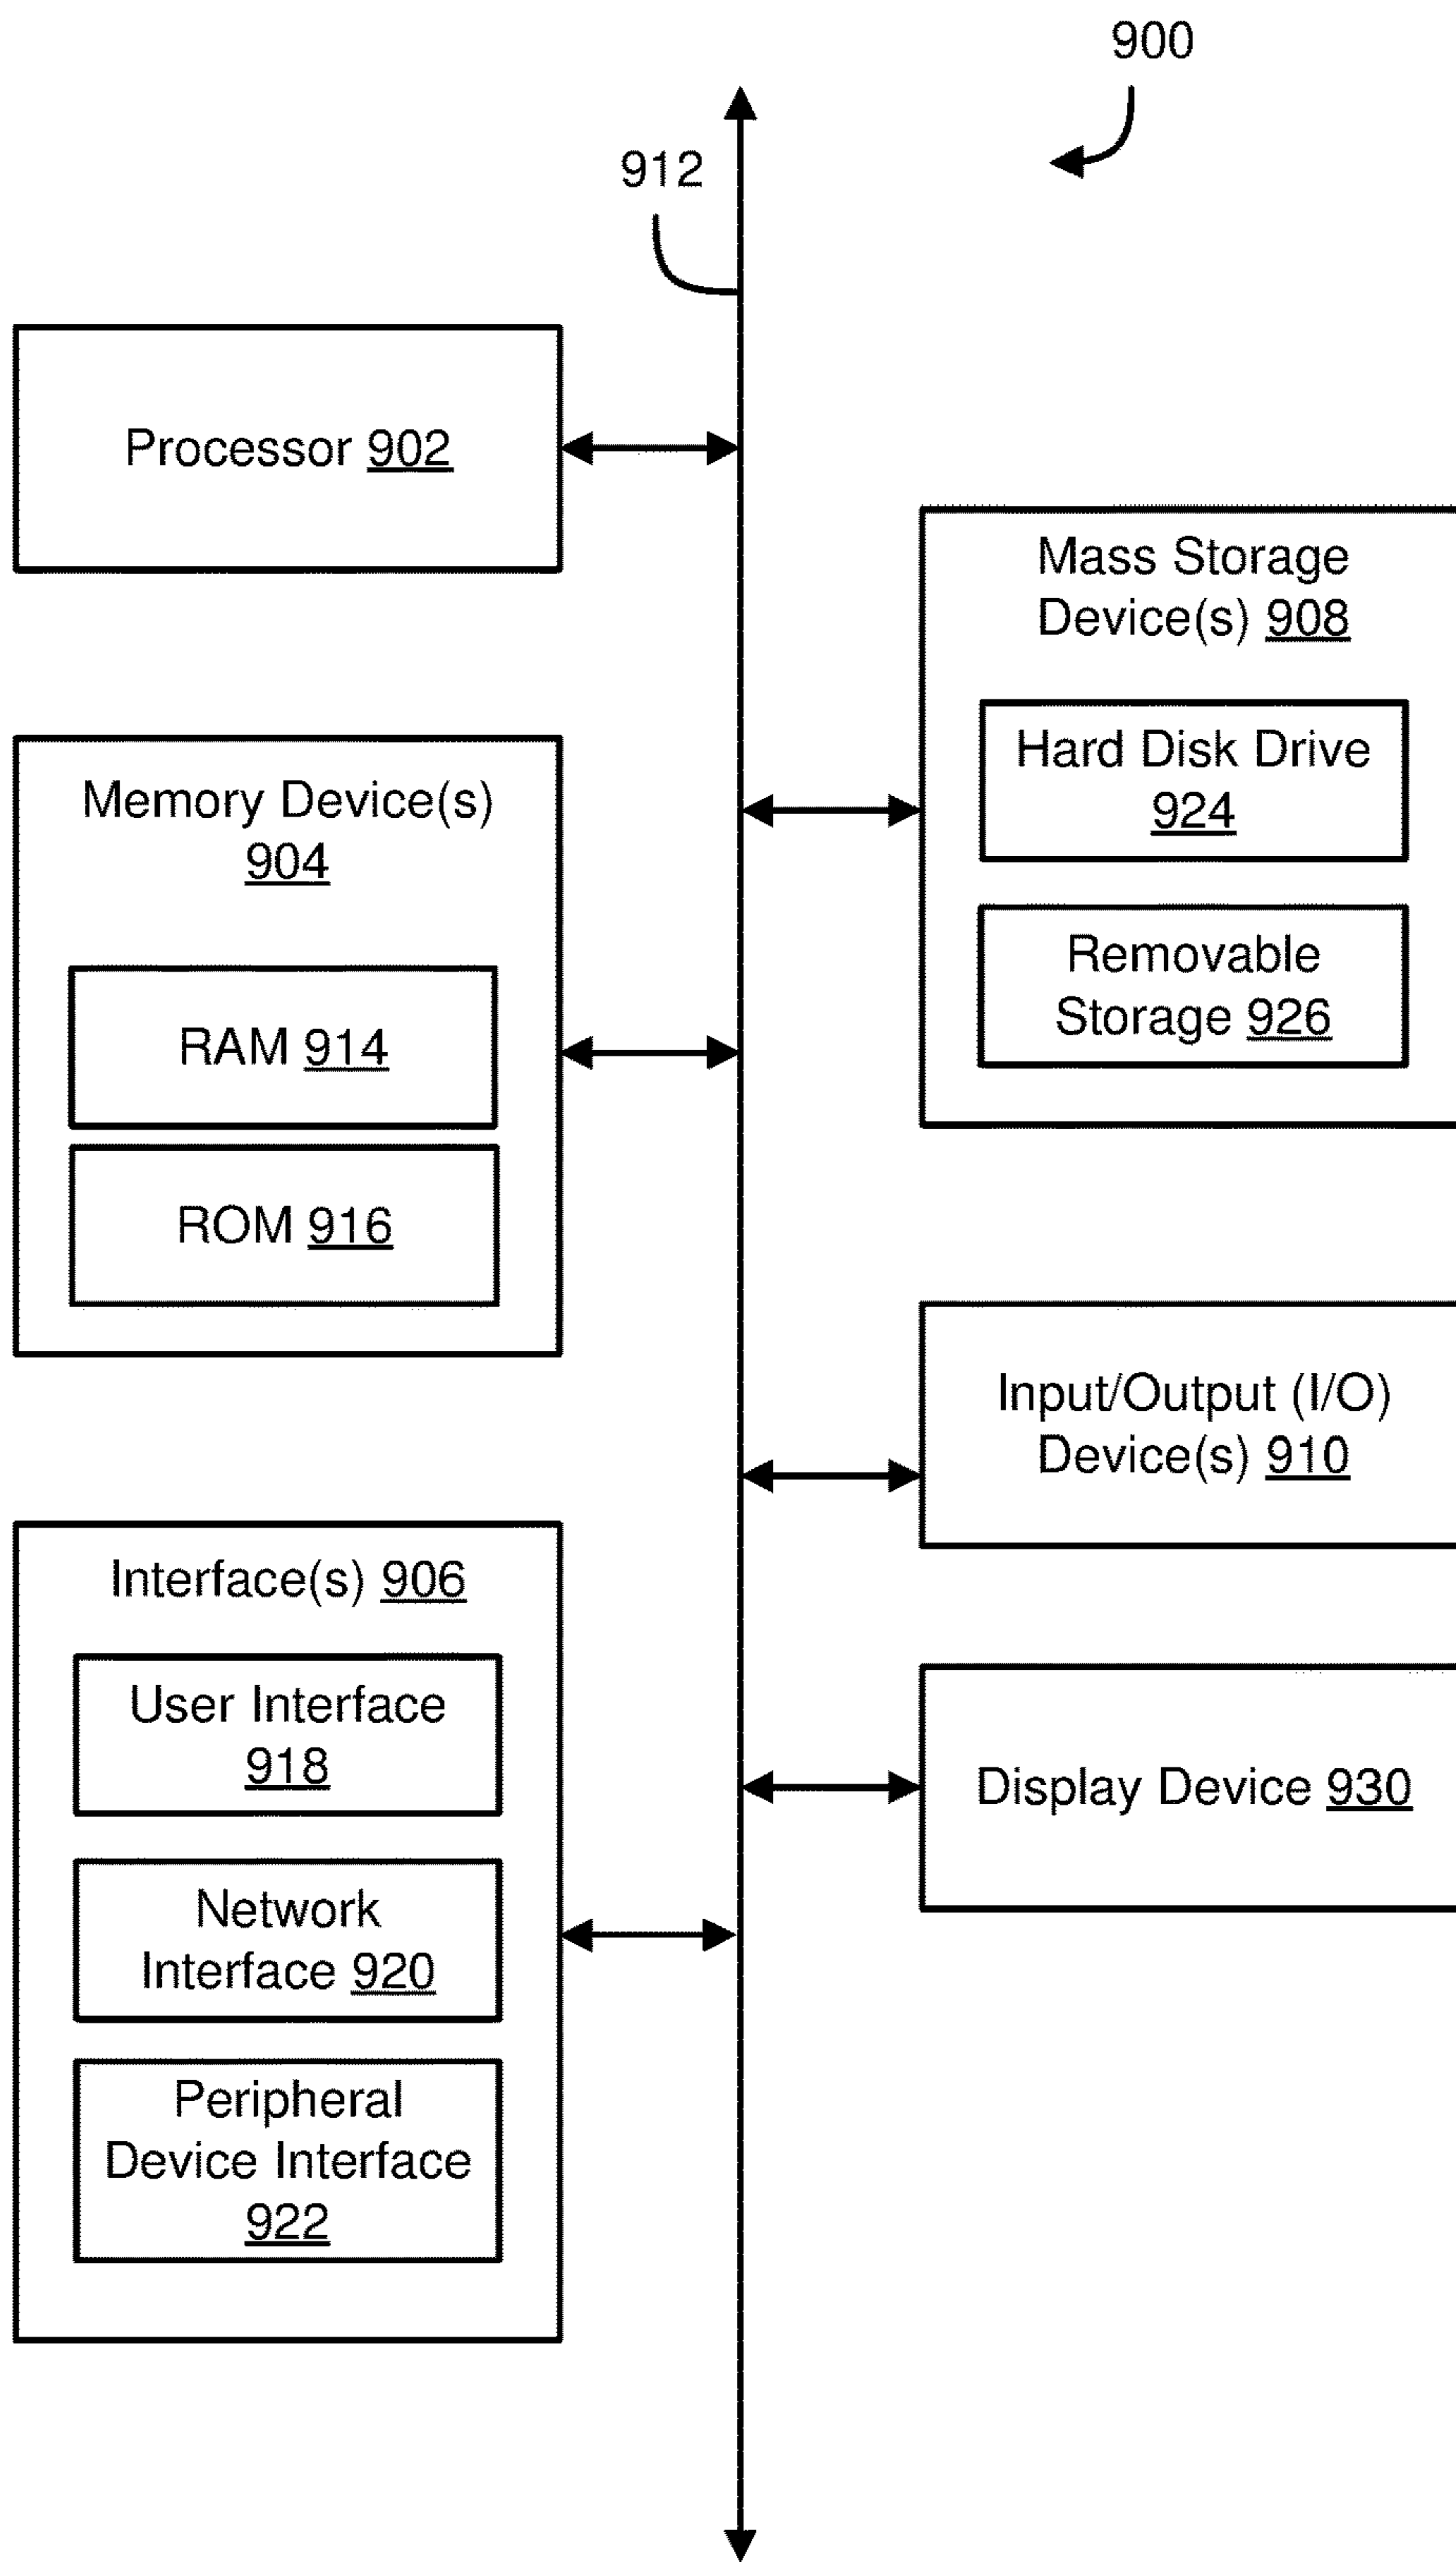 900
912
Processor 902
Mass Storage
Device(s) 908
Hard Disk Drive
924
Removable
Storage 926
Memory Device(s)
904
RAM 914
ROM 916
Input/Output (I/O)
Device(s) 910
Interface(s) 906
User Interface
918
Network
Interface 920
Peripheral
Device Interface
922
Display Device 930